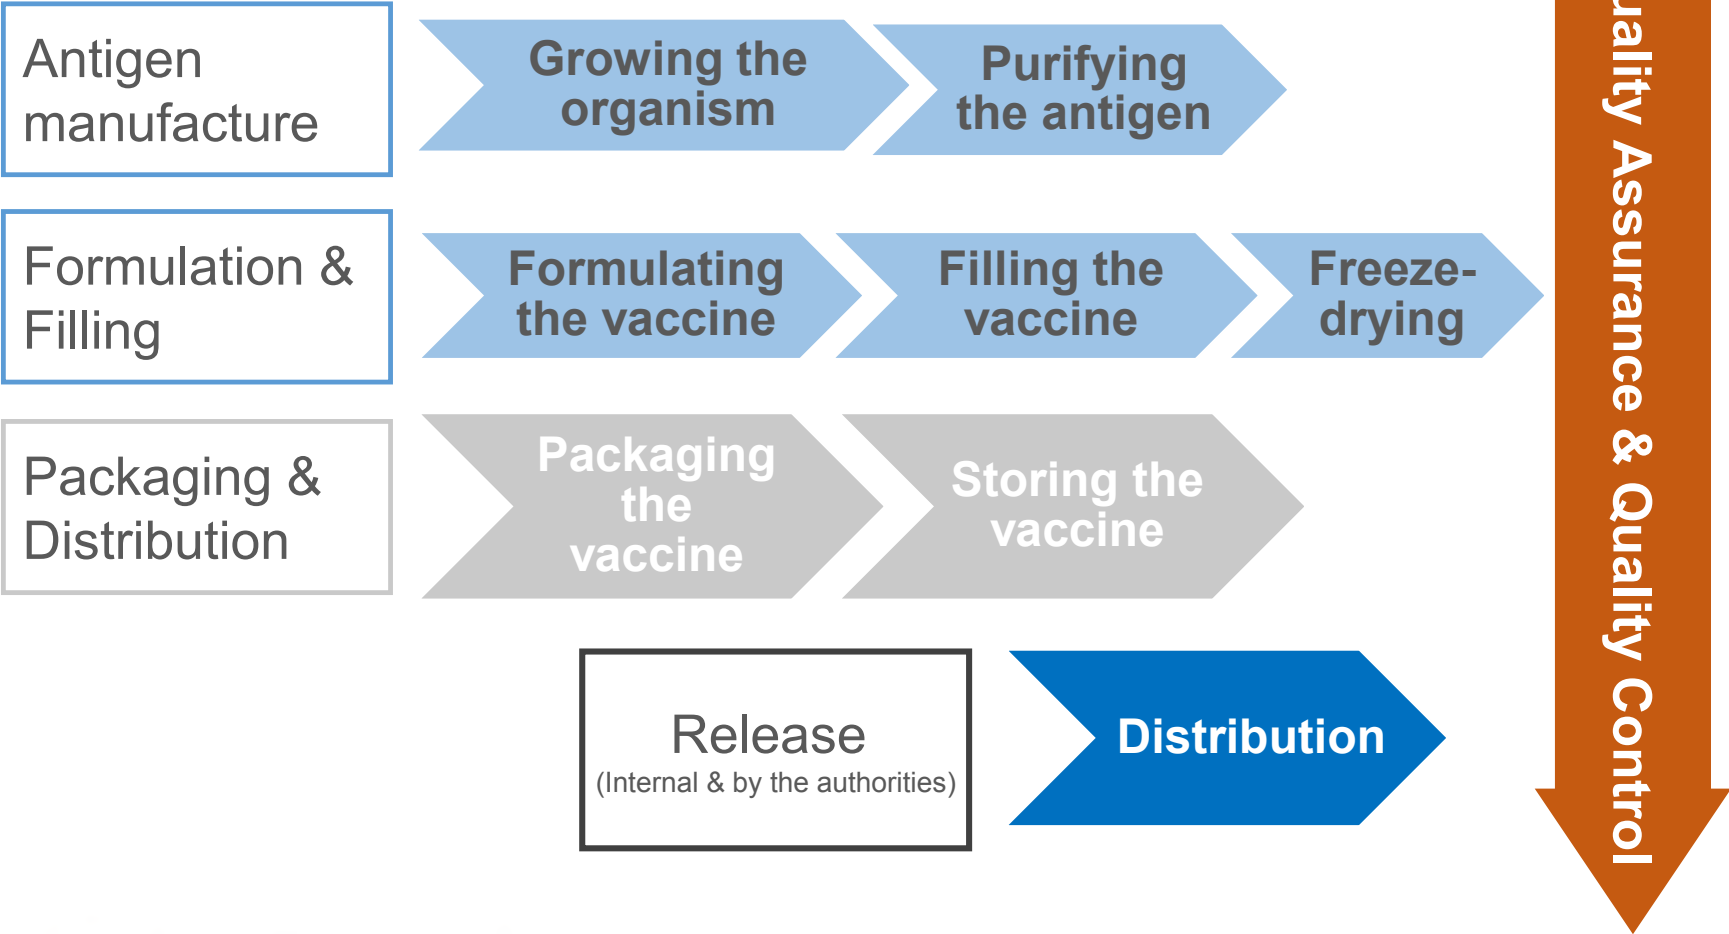 Antigen
manufacture
Growing the
organism
Purifying
the antigen
Formulation &
Filling
Formulating
the vaccine
Filling the
vaccine
Freeze-
drying
Packaging &
Distribution
Packaging
the
vaccine
Storing the
vaccine
Release
(Internal & by the authorities)
Distribution
uality Assurance & Quality Control